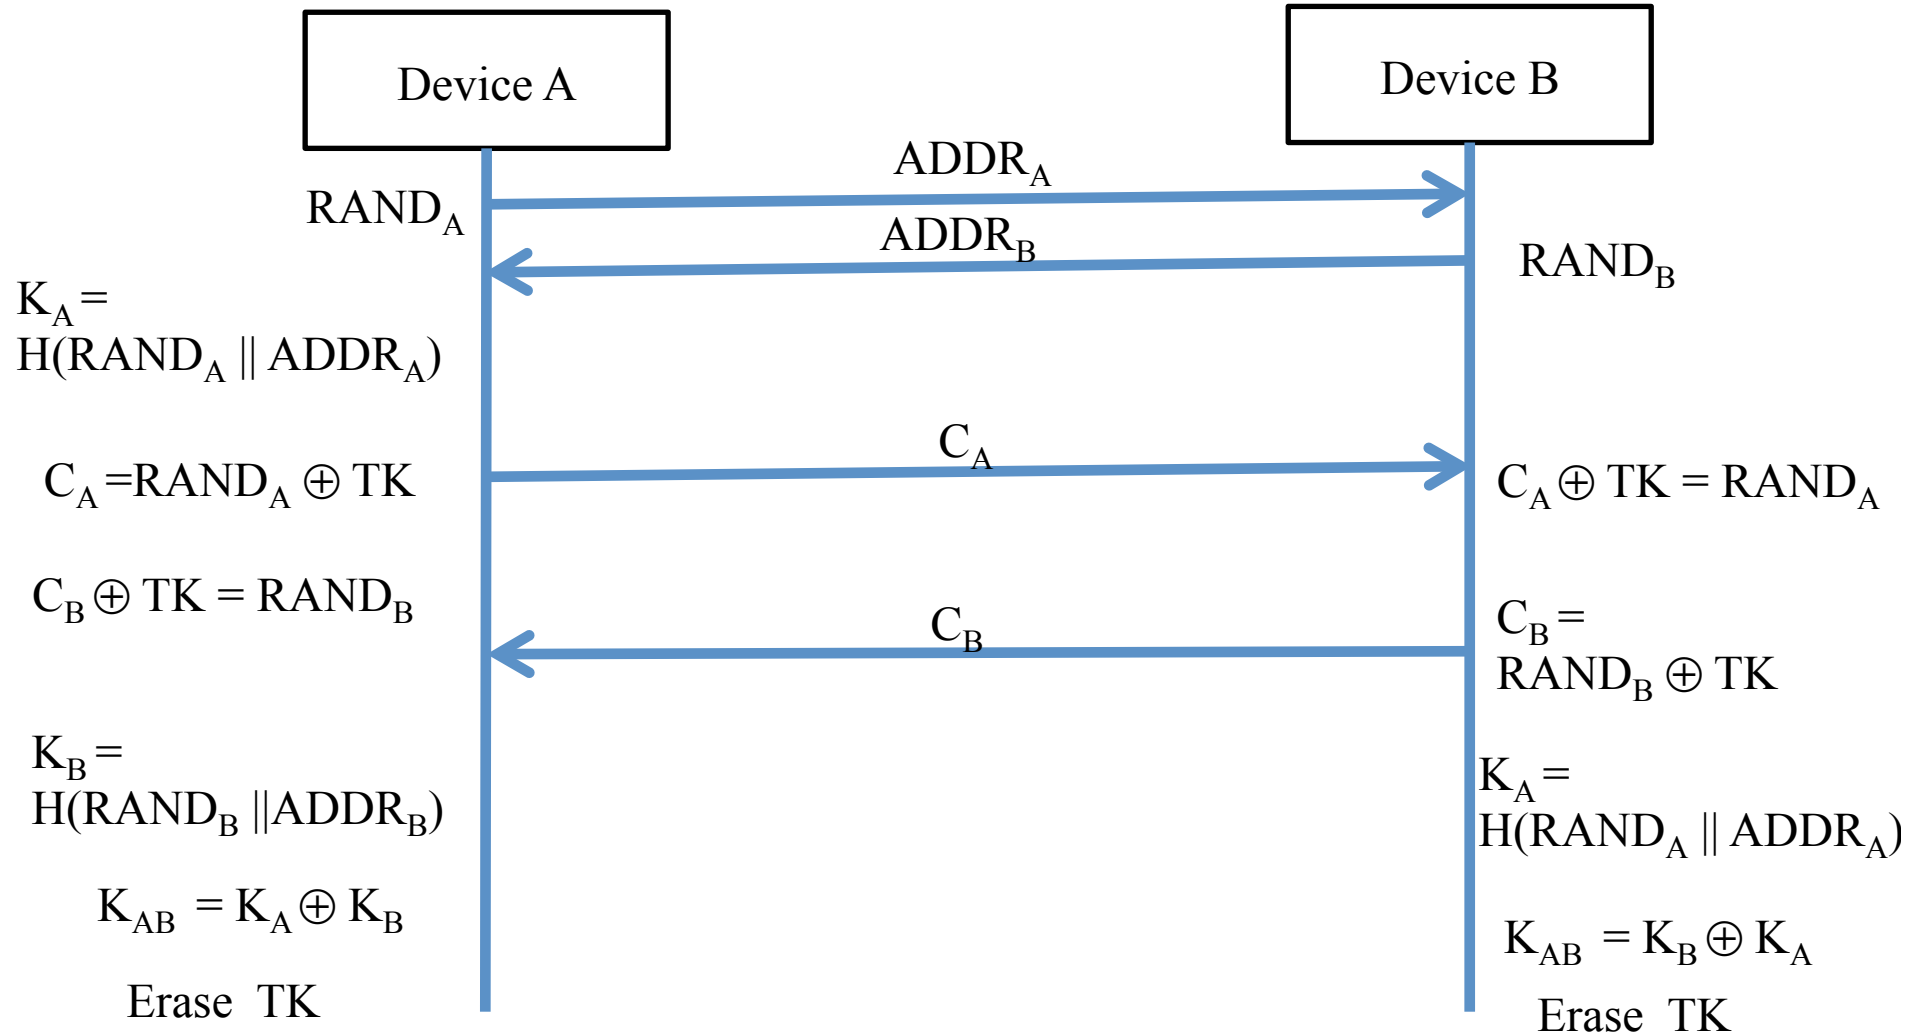 Device A
Device B
ADDR_A
RAND_A
ADDR_B
RAND_B
K_A =
H(RAND_A || ADDR_A)
C_A
C_A =RAND_A ⊕ TK
C_A ⊕ TK = RAND_A
C_B ⊕ TK = RAND_B
C_B
C_B =
RAND_B ⊕ TK
K_B =
H(RAND_B ||ADDR_B)
K_A =
H(RAND_A || ADDR_A)
K_AB = K_A ⊕ K_B
K_AB = K_B ⊕ K_A
Erase TK
Erase TK